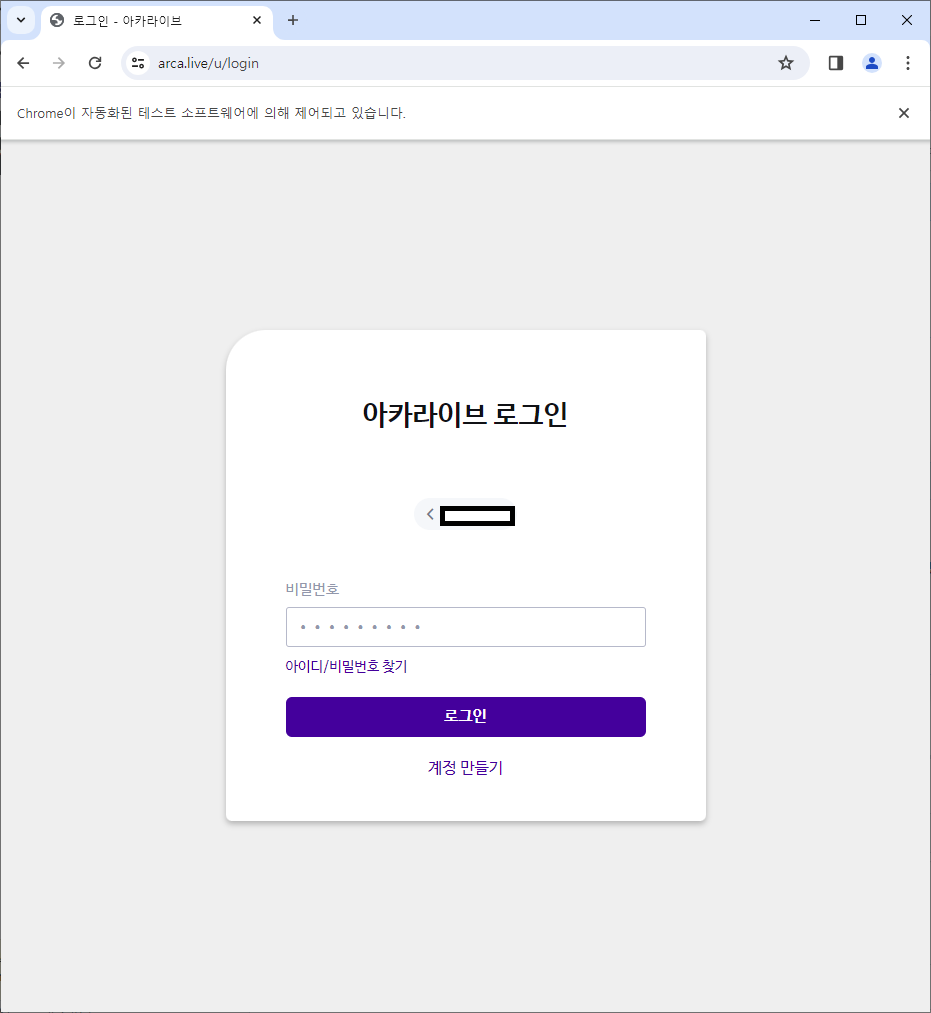 로그인 - 아카라이브
arca.live/u/login
Chrome이 자동화된 테스트 소프트웨어에 의해 제어되고 있습니다.
아카라이브 로그인
비밀번호
아이디/비밀번호 찾기
로그인
계정 만들기